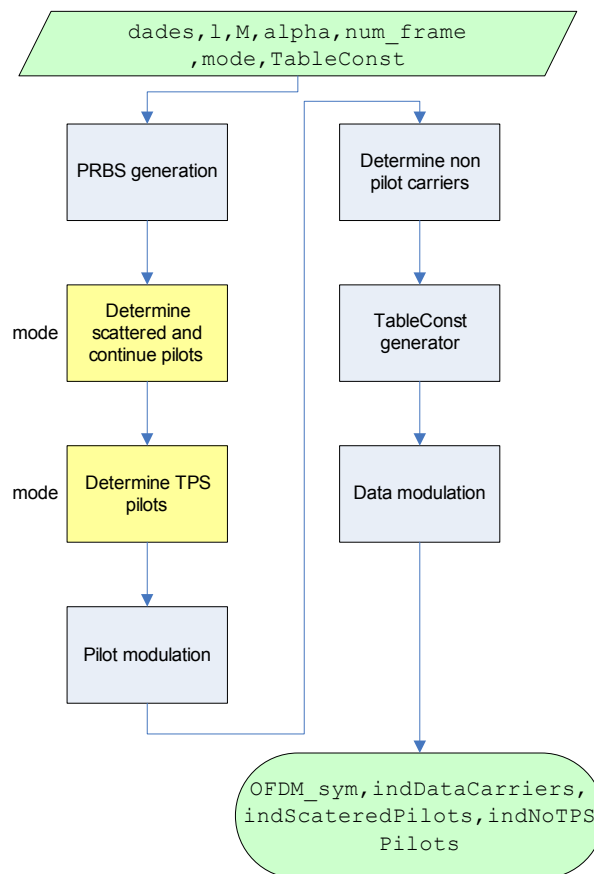 dades,l,M,alpha,num_frame
,mode,TableConst
PRBS generation
mode
Determine
scattered and
continue pilots
mode
Determine TPS
pilots
Pilot modulation
Determine non
pilot carriers
TableConst
generator
Data modulation
OFDM_sym,indDataCarriers,
indScateredPilots,indNoTPS
Pilots